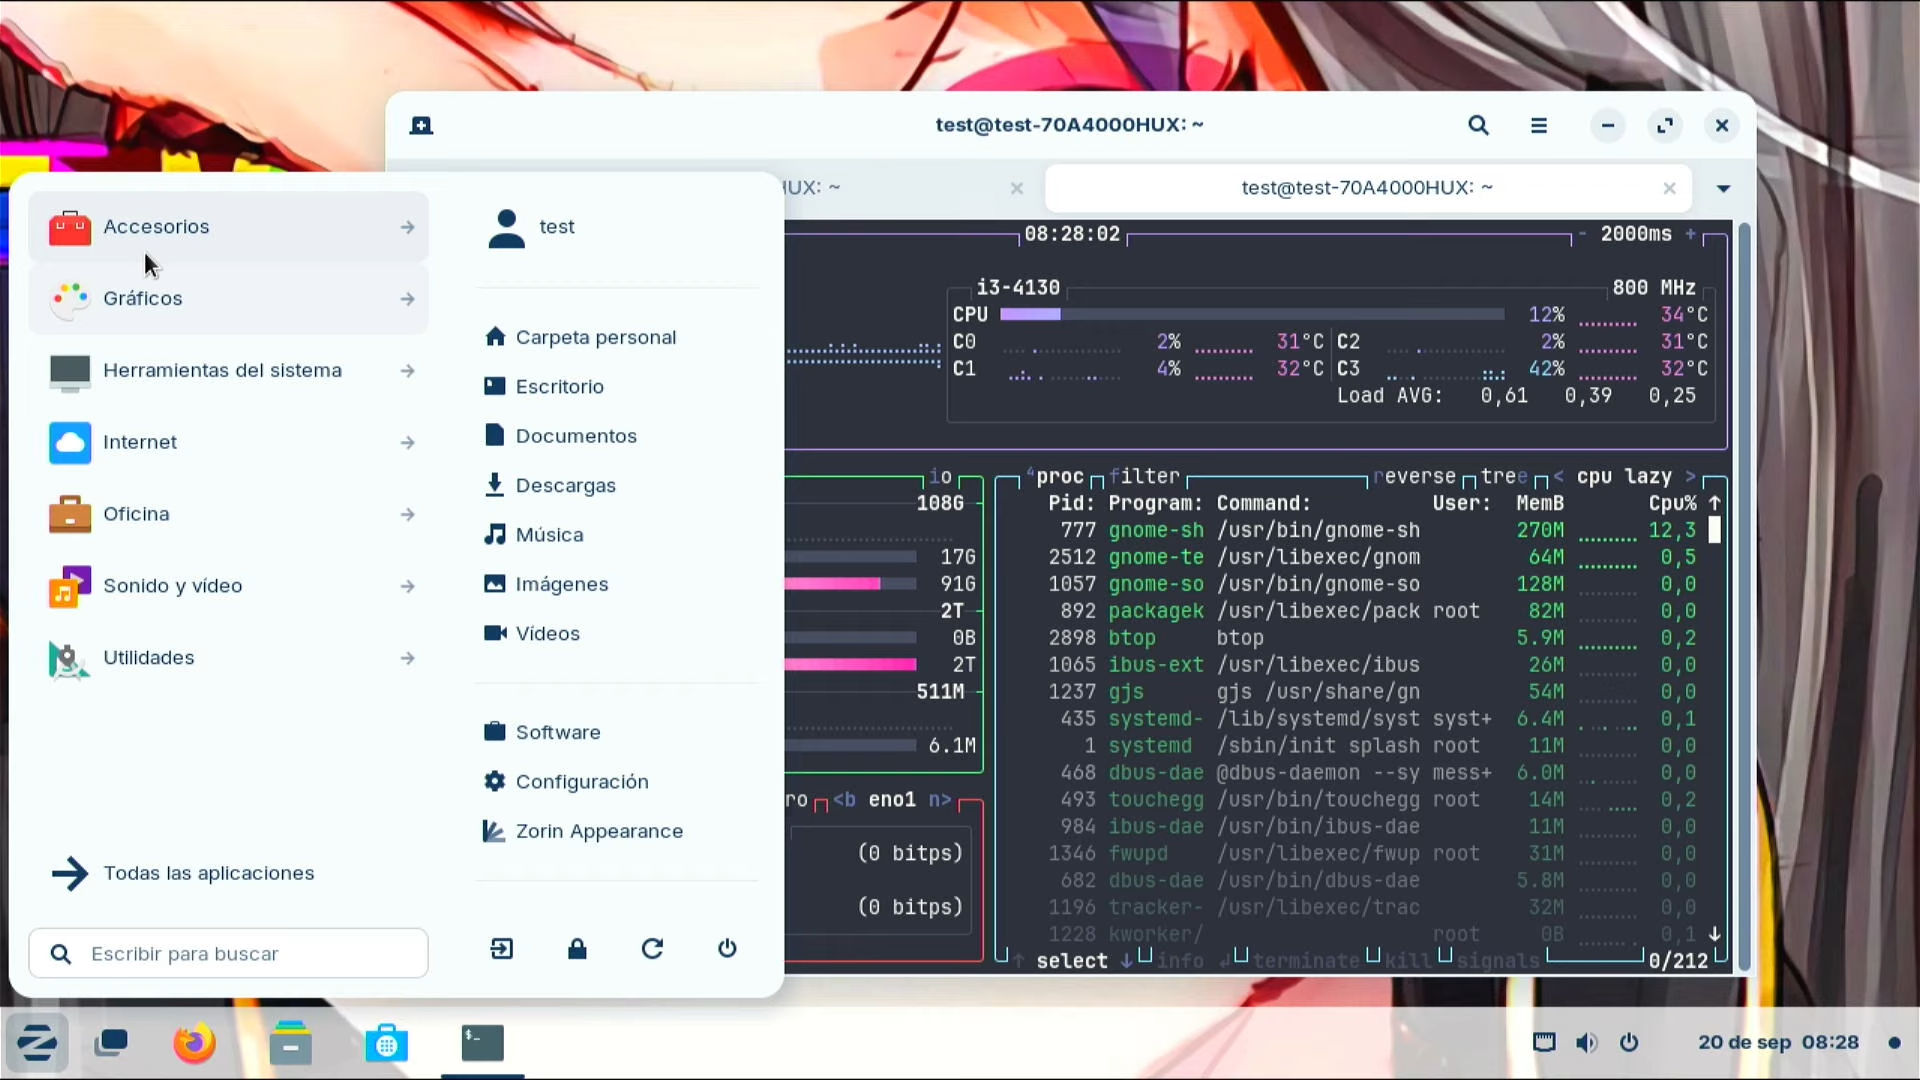 test@test-70A4000HUX: ~
HUX: ~
test@test-70A4000HUX: ~
Accesorios
Gráficos
Herramientas del sistema
Internet
Oficina
Sonido y vídeo
Utilidades
Todas las aplicaciones
Escribir para buscar
test
Carpeta personal
Escritorio
Documentos
Descargas
Música
Imágenes
Vídeos
Software
Configuración
Zorin Appearance
08:28:02 - 2000ms +
i3-4130 800 MHz
CPU 12% 34°C
C0 2% 31°C C2 2% 31°C
C1 4% 32°C C3 42% 32°C
Load AVG: 0,61 0,39 0,25
io
108G
17G
91G
2T
0B
2T
511M
6.1M
ro <b eno1 n>
(0 bitps)
(0 bitps)
4proc filter reverse tree < cpu lazy >
Pid: Program: Command: User: MemB Cpu% ↑
777 gnome-sh /usr/bin/gnome-sh 270M 12,3
2512 gnome-te /usr/libexec/gnom 64M 0,5
1057 gnome-so /usr/bin/gnome-so 128M 0,0
892 packagek /usr/libexec/pack root 82M 0,0
2898 btop btop 5.9M 0,2
1065 ibus-ext /usr/libexec/ibus 26M 0,0
1237 gjs gjs /usr/share/gn 54M 0,0
435 systemd- /lib/systemd/syst syst+ 6.4M 0,1
1 systemd /sbin/init splash root 11M 0,0
468 dbus-dae @dbus-daemon --sy mess+ 6.0M 0,0
493 touchegg /usr/bin/touchegg root 14M 0,2
984 ibus-dae /usr/bin/ibus-dae 11M 0,0
1346 fwupd /usr/libexec/fwup root 31M 0,0
682 dbus-dae /usr/bin/dbus-dae 5.8M 0,0
1196 tracker- /usr/libexec/trac 32M 0,0
1228 kworker/ root 0B 0,1 ↓
↑ select ↓ info ↲ terminate kill signals 0/212
20 de sep 08:28